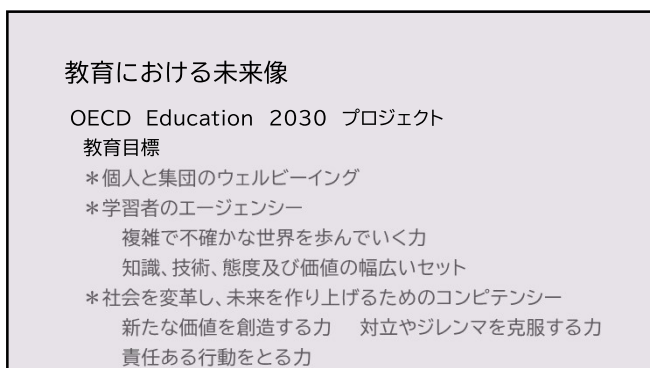 教育における未来像
OECD Education 2030 プロジェクト
教育目標
＊個人と集団のウェルビーイング
＊学習者のエージェンシー
複雑で不確かな世界を歩んでいく力
知識、技術、態度及び価値の幅広いセット
＊社会を変革し、未来を作り上げるためのコンピテンシー
新たな価値を創造する力　対立やジレンマを克服する力
責任ある行動をとる力